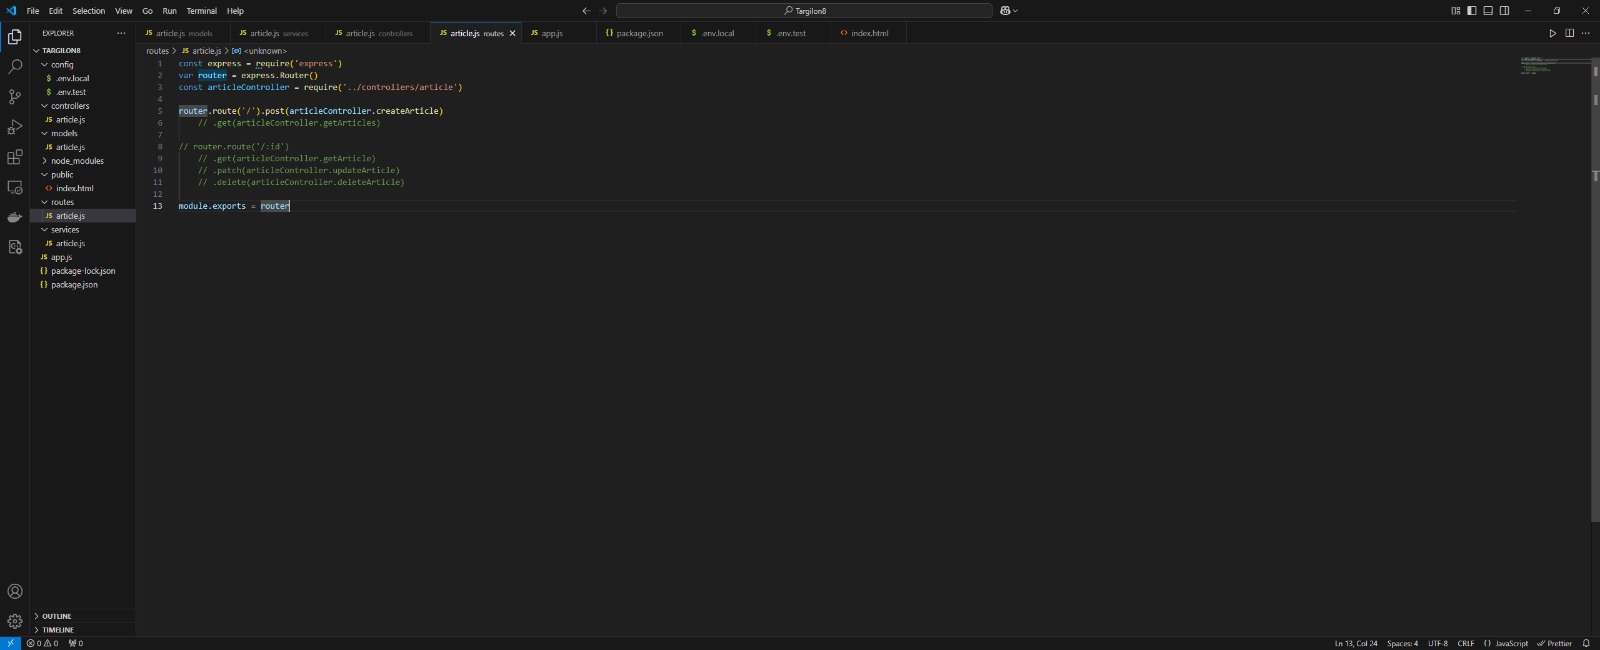 File Edit Selection View Go Run Terminal Help
Targilon8
EXPLORER
TARGILON8
config
.env.local
.env.test
controllers
JS article.js
models
JS article.js
node_modules
public
index.html
routes
JS article.js
services
JS article.js
JS app.js
{} package-lock.json
{} package.json
OUTLINE
TIMELINE
JS article.js models
JS article.js services
JS article.js controllers
JS article.js routes
JS app.js
{} package.json
$ .env.local
$ .env.test
<> index.html
routes > JS article.js > <unknown>
1 const express = require('express')
2 var router = express.Router()
3 const articleController = require('../controllers/article')
4
5 router.route('/').post(articleController.createArticle)
6 // .get(articleController.getArticles)
7
8 // router.route('/:id')
9 // .get(articleController.getArticle)
10 // .patch(articleController.updateArticle)
11 // .delete(articleController.deleteArticle)
12
13 module.exports = router
0 0 0
Ln 13, Col 24 Spaces: 4 UTF-8 CRLF {} JavaScript Prettier